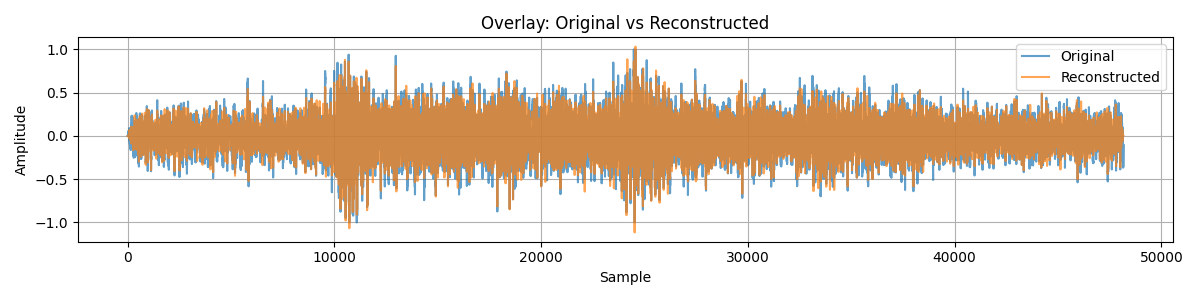 Overlay: Original vs Reconstructed
1.0
0.5
0.0
−0.5
−1.0
Amplitude
Original
Reconstructed
0
10000
20000
30000
40000
50000
Sample